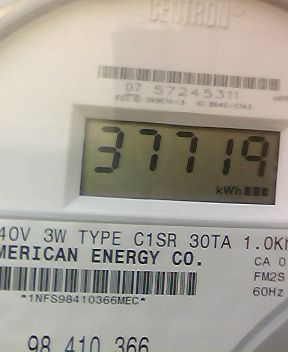 CENTRON®
07 57245311
37719
kWh
40V 3W TYPE C1SR 30TA 1.0Kh
MERICAN ENERGY CO.
CA 0
FM2S
60Hz
*1NFS98410366MEC*
98 410 366